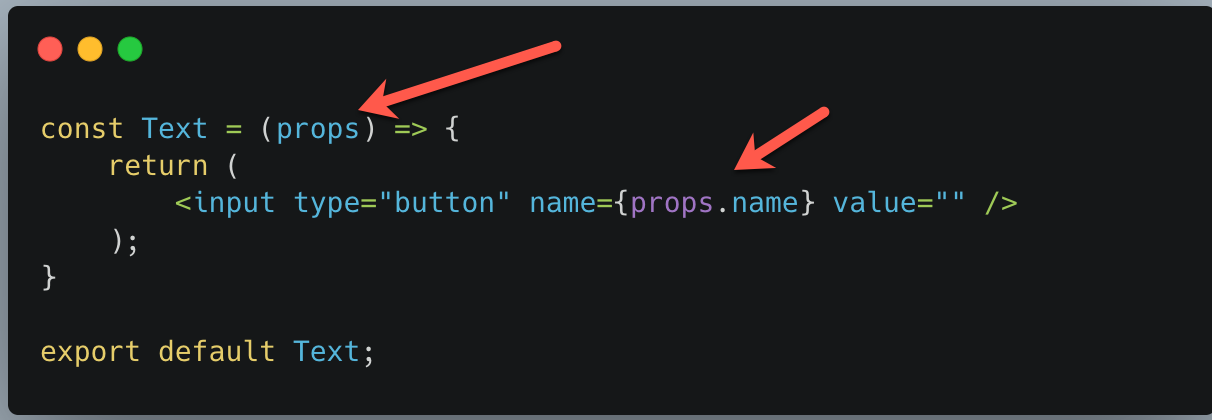 const Text = (props) => {
    return (
        <input type="button" name={props.name} value="" />
    );
}

export default Text;